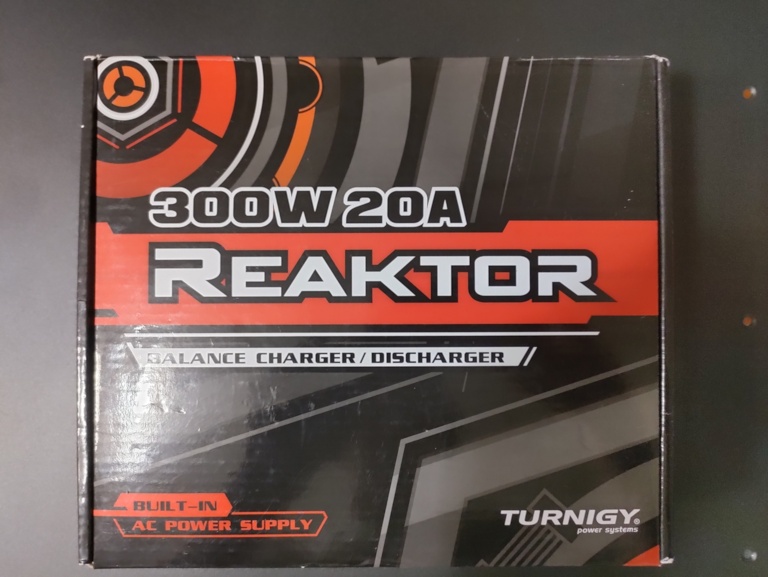 300W 20A
REAKTOR
BALANCE CHARGER/DISCHARGER
BUILT-IN
AC POWER SUPPLY
TURNIGY®
power systems